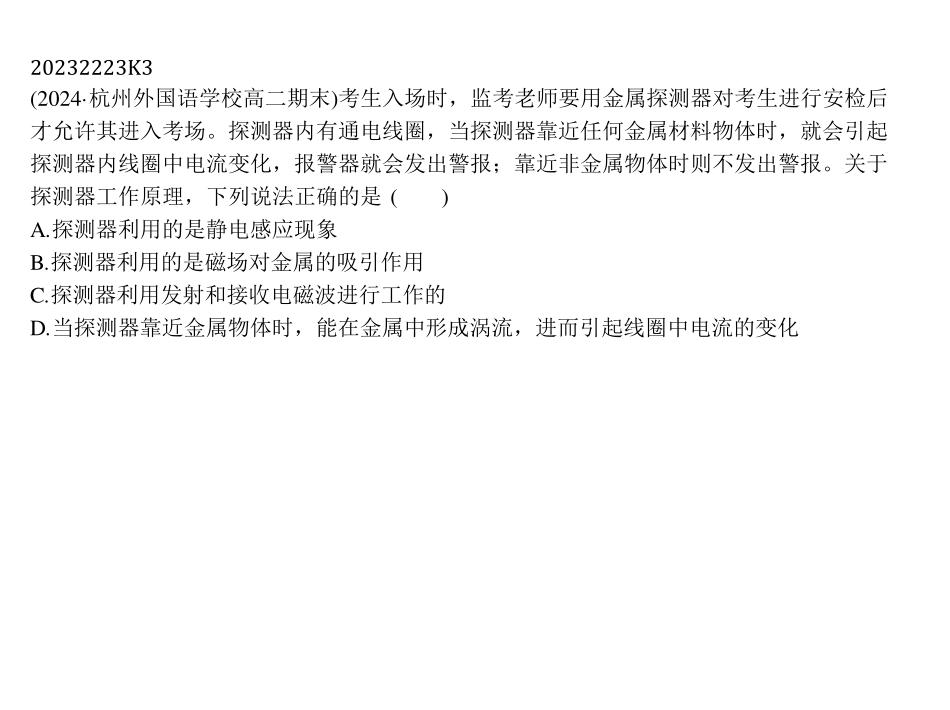 20232223K3
(2024·杭州外国语学校高二期末)考生入场时，监考老师要用金属探测器对考生进行安检后
才允许其进入考场。探测器内有通电线圈，当探测器靠近任何金属材料物体时，就会引起
探测器内线圈中电流变化，报警器就会发出警报；靠近非金属物体时则不发出警报。关于
探测器工作原理，下列说法正确的是 (　　)
A.探测器利用的是静电感应现象
B.探测器利用的是磁场对金属的吸引作用
C.探测器利用发射和接收电磁波进行工作的
D.当探测器靠近金属物体时，能在金属中形成涡流，进而引起线圈中电流的变化